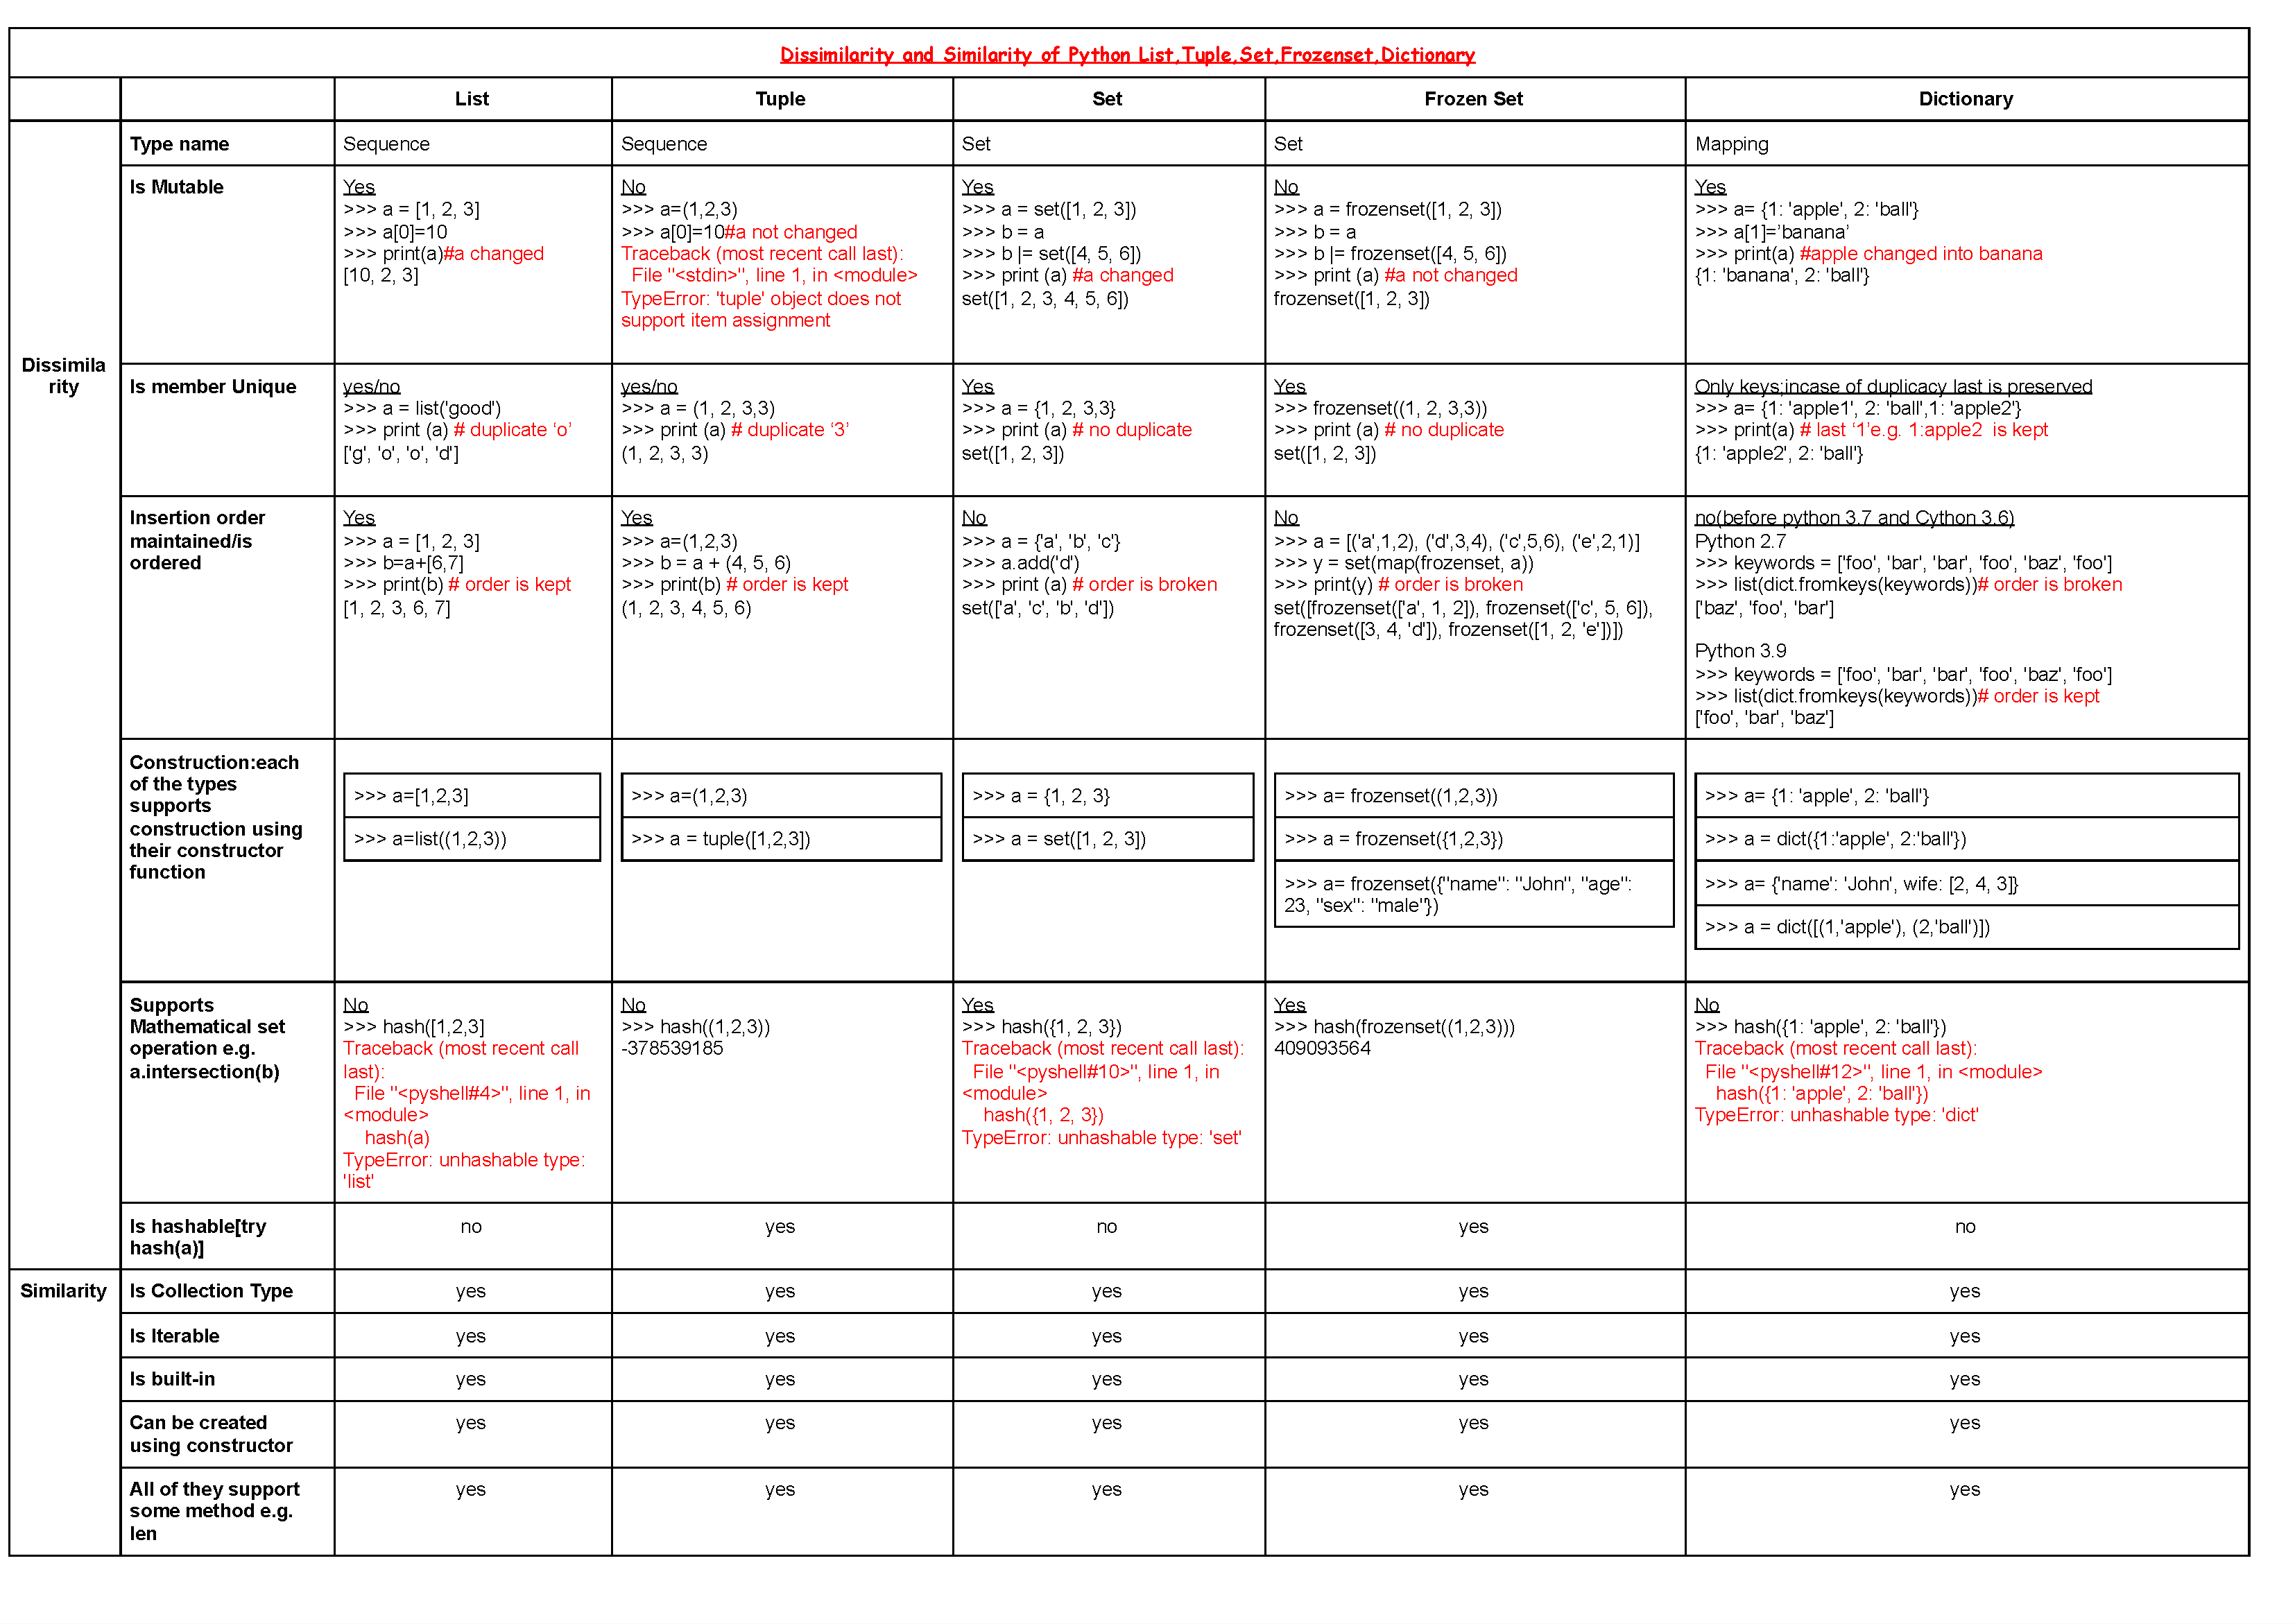 Dissimilarity and Similarity of Python List,Tuple,Set,Frozenset,Dictionary
List
Tuple
Set
Frozen Set
Dictionary
Dissimila
rity
Type name
Sequence
Sequence
Set
Set
Mapping
Is Mutable
Yes
>>> a = [1, 2, 3]
>>> a[0]=10
>>> print(a)#a changed
[10, 2, 3]
No
>>> a=(1,2,3)
>>> a[0]=10#a not changed
Traceback (most recent call last):
File "<stdin>", line 1, in <module>
TypeError: 'tuple' object does not
support item assignment
Yes
>>> a = set([1, 2, 3])
>>> b = a
>>> b |= set([4, 5, 6])
>>> print (a) #a changed
set([1, 2, 3, 4, 5, 6])
No
>>> a = frozenset([1, 2, 3])
>>> b = a
>>> b |= frozenset([4, 5, 6])
>>> print (a) #a not changed
frozenset([1, 2, 3])
Yes
>>> a= {1: 'apple', 2: 'ball'}
>>> a[1]=’banana’
>>> print(a) #apple changed into banana
{1: 'banana', 2: 'ball'}
Is member Unique
yes/no
>>> a = list('good')
>>> print (a) # duplicate ‘o’
['g', 'o', 'o', 'd']
yes/no
>>> a = (1, 2, 3,3)
>>> print (a) # duplicate ‘3’
(1, 2, 3, 3)
Yes
>>> a = {1, 2, 3,3}
>>> print (a) # no duplicate
set([1, 2, 3])
Yes
>>> frozenset((1, 2, 3,3))
>>> print (a) # no duplicate
set([1, 2, 3])
Only keys;incase of duplicacy last is preserved
>>> a= {1: 'apple1', 2: 'ball',1: 'apple2'}
>>> print(a) # last ‘1’e.g. 1:apple2  is kept
{1: 'apple2', 2: 'ball'}
Insertion order
maintained/is
ordered
Yes
>>> a = [1, 2, 3]
>>> b=a+[6,7]
>>> print(b) # order is kept
[1, 2, 3, 6, 7]
Yes
>>> a=(1,2,3)
>>> b = a + (4, 5, 6)
>>> print(b) # order is kept
(1, 2, 3, 4, 5, 6)
No
>>> a = {'a', 'b', 'c'}
>>> a.add('d')
>>> print (a) # order is broken
set(['a', 'c', 'b', 'd'])
No
>>> a = [('a',1,2), ('d',3,4), ('c',5,6), ('e',2,1)]
>>> y = set(map(frozenset, a))
>>> print(y) # order is broken
set([frozenset(['a', 1, 2]), frozenset(['c', 5, 6]),
frozenset([3, 4, 'd']), frozenset([1, 2, 'e'])])
no(before python 3.7 and Cython 3.6)
Python 2.7
>>> keywords = ['foo', 'bar', 'bar', 'foo', 'baz', 'foo']
>>> list(dict.fromkeys(keywords))# order is broken
['baz', 'foo', 'bar']
Python 3.9
>>> keywords = ['foo', 'bar', 'bar', 'foo', 'baz', 'foo']
>>> list(dict.fromkeys(keywords))# order is kept
['foo', 'bar', 'baz']
Construction:each
of the types
supports
construction using
their constructor
function
>>> a=[1,2,3]
>>> a=list((1,2,3))
>>> a=(1,2,3)
>>> a = tuple([1,2,3])
>>> a = {1, 2, 3}
>>> a = set([1, 2, 3])
>>> a= frozenset((1,2,3))
>>> a = frozenset({1,2,3})
>>> a= frozenset({"name": "John", "age":
23, "sex": "male"})
>>> a= {1: 'apple', 2: 'ball'}
>>> a = dict({1:'apple', 2:'ball'})
>>> a= {'name': 'John', wife: [2, 4, 3]}
>>> a = dict([(1,'apple'), (2,'ball')])
Supports
Mathematical set
operation e.g.
a.intersection(b)
No
>>> hash([1,2,3]
Traceback (most recent call
last):
File "<pyshell#4>", line 1, in
<module>
hash(a)
TypeError: unhashable type:
'list'
No
>>> hash((1,2,3))
-378539185
Yes
>>> hash({1, 2, 3})
Traceback (most recent call last):
File "<pyshell#10>", line 1, in
<module>
hash({1, 2, 3})
TypeError: unhashable type: 'set'
Yes
>>> hash(frozenset((1,2,3)))
409093564
No
>>> hash({1: 'apple', 2: 'ball'})
Traceback (most recent call last):
File "<pyshell#12>", line 1, in <module>
hash({1: 'apple', 2: 'ball'})
TypeError: unhashable type: 'dict'
Is hashable[try
hash(a)]
no
yes
no
yes
no
Similarity
Is Collection Type
yes
yes
yes
yes
yes
Is Iterable
yes
yes
yes
yes
yes
Is built-in
yes
yes
yes
yes
yes
Can be created
using constructor
yes
yes
yes
yes
yes
All of they support
some method e.g.
len
yes
yes
yes
yes
yes